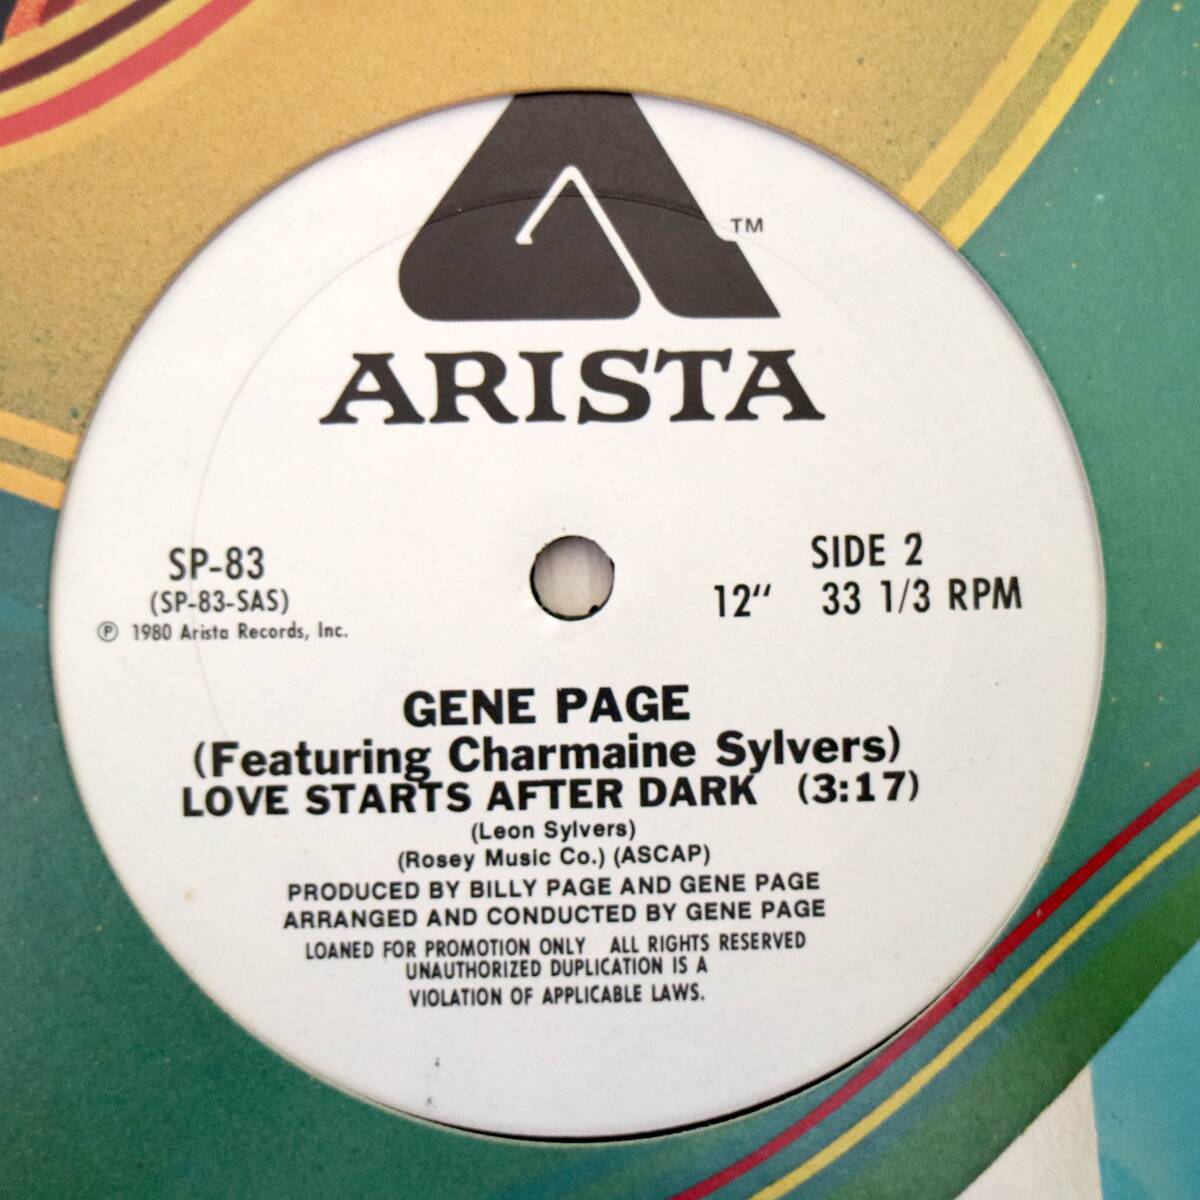 TM
ARISTA
SP-83
(SP-83-SAS)
℗ 1980 Arista Records, Inc.
SIDE 2
12" 33 1/3 RPM
GENE PAGE
(Featuring Charmaine Sylvers)
LOVE STARTS AFTER DARK (3:17)
(Leon Sylvers)
(Rosey Music Co.) (ASCAP)
PRODUCED BY BILLY PAGE AND GENE PAGE
ARRANGED AND CONDUCTED BY GENE PAGE
LOANED FOR PROMOTION ONLY ALL RIGHTS RESERVED
UNAUTHORIZED DUPLICATION IS A
VIOLATION OF APPLICABLE LAWS.